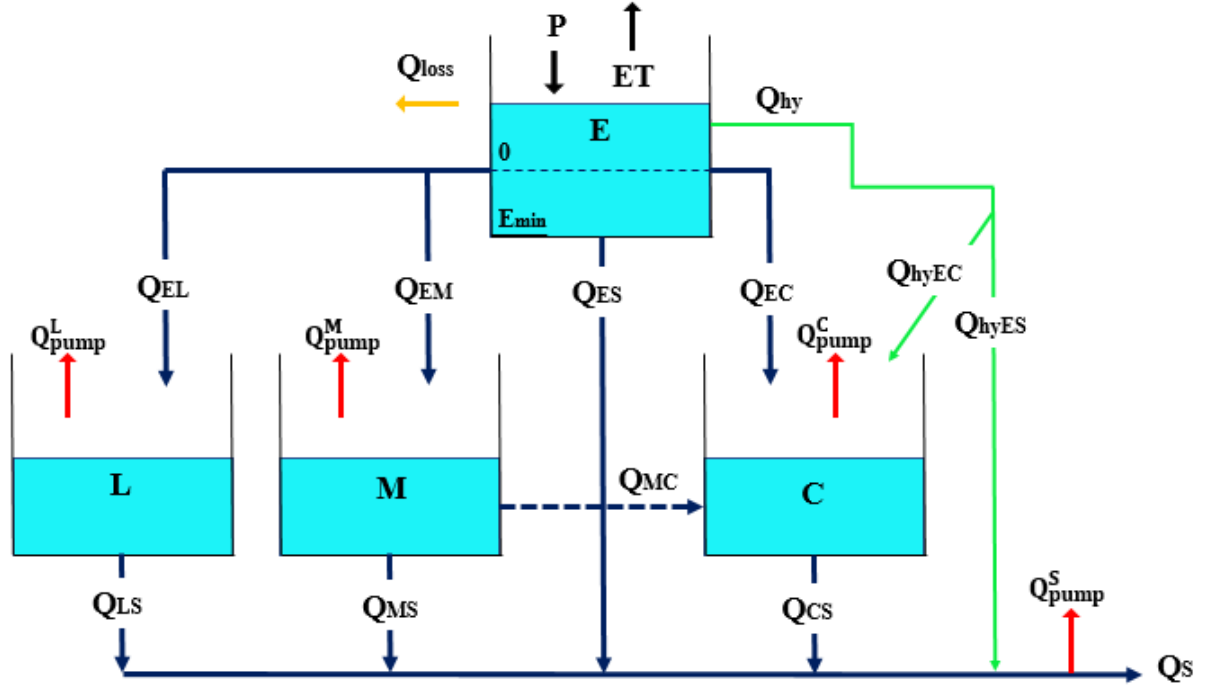 P
ET
Qloss
Qhy
E
0
Emin
QEL
QEM
QES
QEC
QhyEC
QhyES
Q^L_pump
Q^M_pump
Q^C_pump
L
M
QMC
C
QLS
QMS
QCS
Q^S_pump
QS